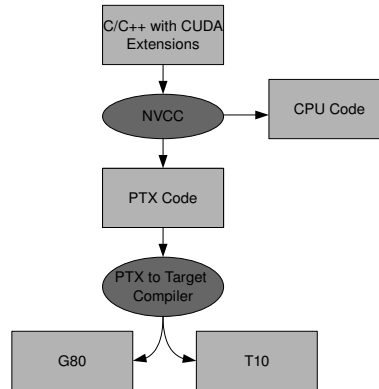 C/C++ with CUDA
Extensions
NVCC
CPU Code
PTX Code
PTX to Target
Compiler
G80
T10